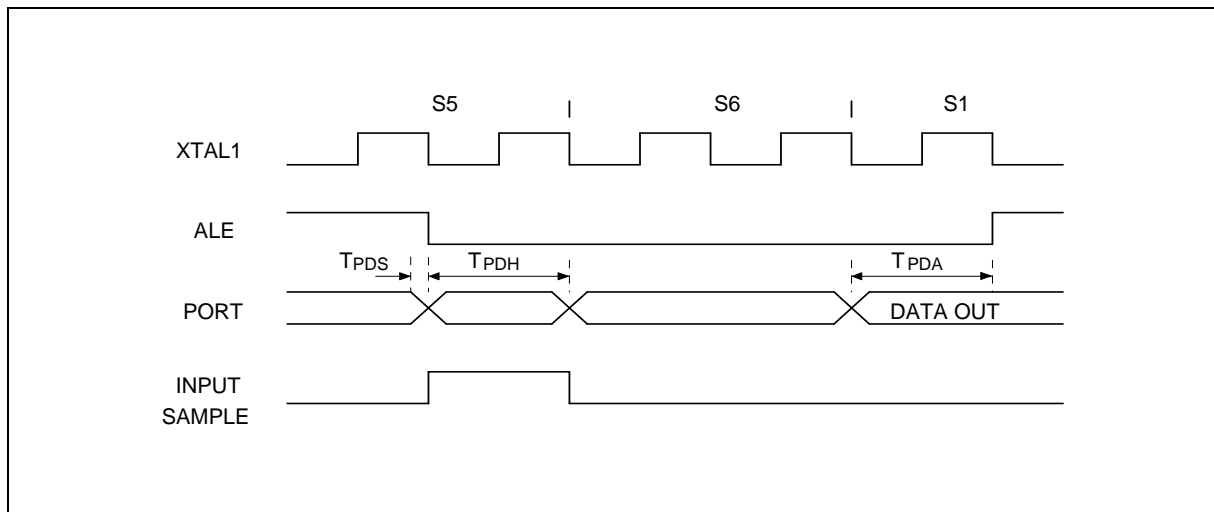 S5 | S6 | S1
XTAL1
ALE
TPDS TPDH TPDA
PORT DATA OUT
INPUT
SAMPLE